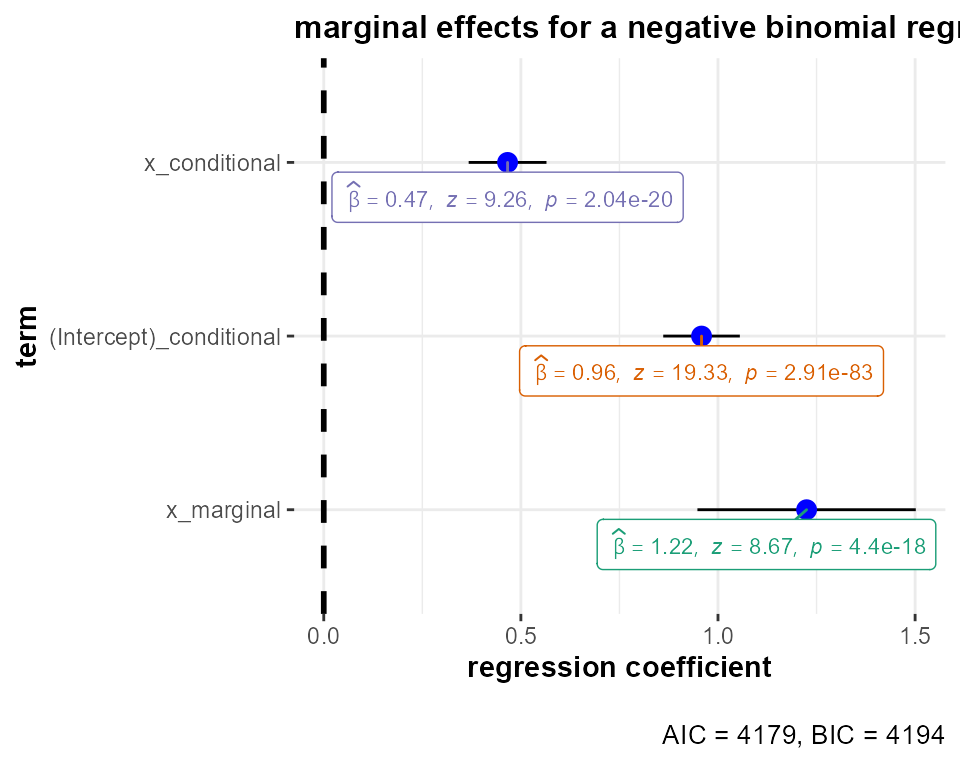 marginal effects for a negative binomial regr
x_conditional
β̂ = 0.47, z = 9.26, p = 2.04e-20
term
(Intercept)_conditional
β̂ = 0.96, z = 19.33, p = 2.91e-83
x_marginal
β̂ = 1.22, z = 8.67, p = 4.4e-18
0.0 0.5 1.0 1.5
regression coefficient
AIC = 4179, BIC = 4194